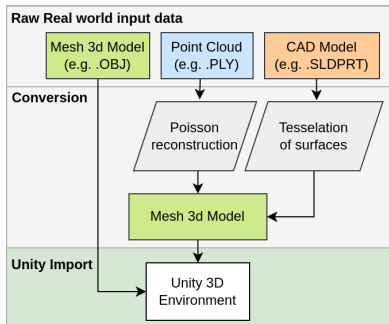 Raw Real world input data
Mesh 3d Model
(e.g. .OBJ)
Point Cloud
(e.g. .PLY)
CAD Model
(e.g. .SLDPRT)
Conversion
Poisson
reconstruction
Tesselation
of surfaces
Mesh 3d Model
Unity Import
Unity 3D
Environment